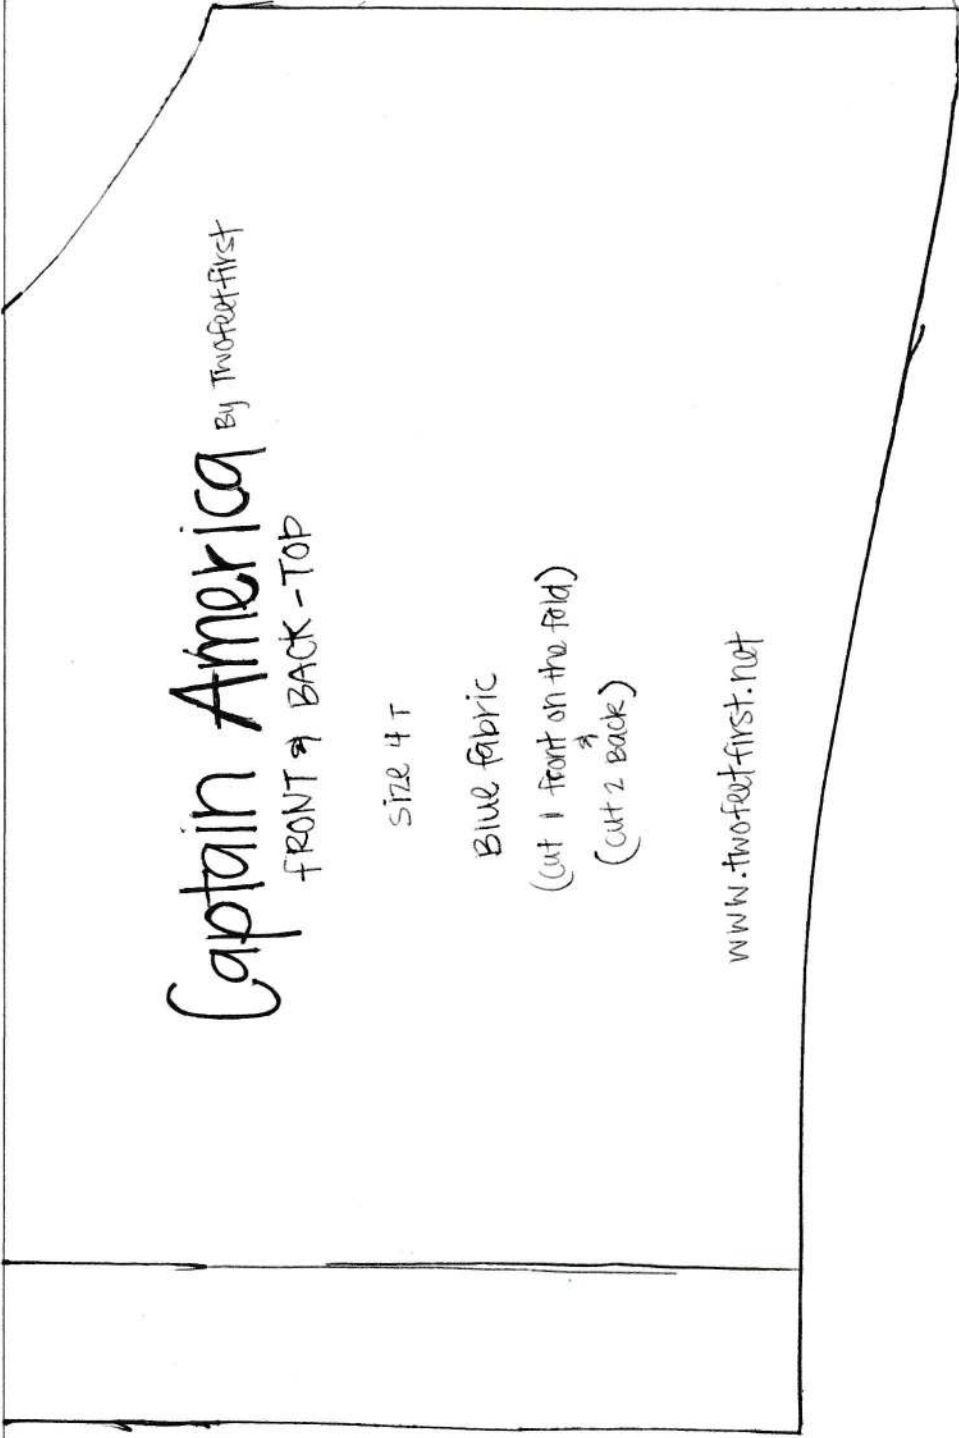 Captain America By Twofeetfirst
FRONT & BACK - TOP
size 4T
Blue fabric
(cut 1 front on the fold)
&
(cut 2 Back)
www.twofeetfirst.net